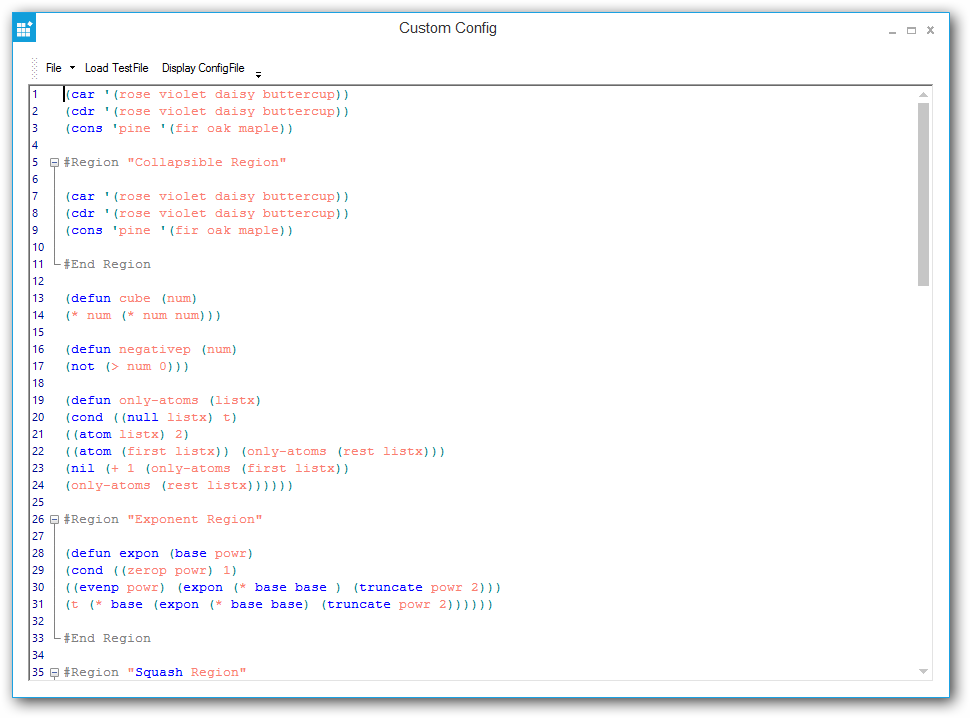 Custom Config
File Load TestFile Display ConfigFile
1 (car '(rose violet daisy buttercup))
2 (cdr '(rose violet daisy buttercup))
3 (cons 'pine '(fir oak maple))
4
5 #Region "Collapsible Region"
6
7 (car '(rose violet daisy buttercup))
8 (cdr '(rose violet daisy buttercup))
9 (cons 'pine '(fir oak maple))
10
11 #End Region
12
13 (defun cube (num)
14 (* num (* num num)))
15
16 (defun negativep (num)
17 (not (> num 0)))
18
19 (defun only-atoms (listx)
20 (cond ((null listx) t)
21 ((atom listx) 2)
22 ((atom (first listx)) (only-atoms (rest listx)))
23 (nil (+ 1 (only-atoms (first listx))
24 (only-atoms (rest listx))))))
25
26 #Region "Exponent Region"
27
28 (defun expon (base powr)
29 (cond ((zerop powr) 1)
30 ((evenp powr) (expon (* base base ) (truncate powr 2)))
31 (t (* base (expon (* base base) (truncate powr 2))))))
32
33 #End Region
34
35 #Region "Squash Region"